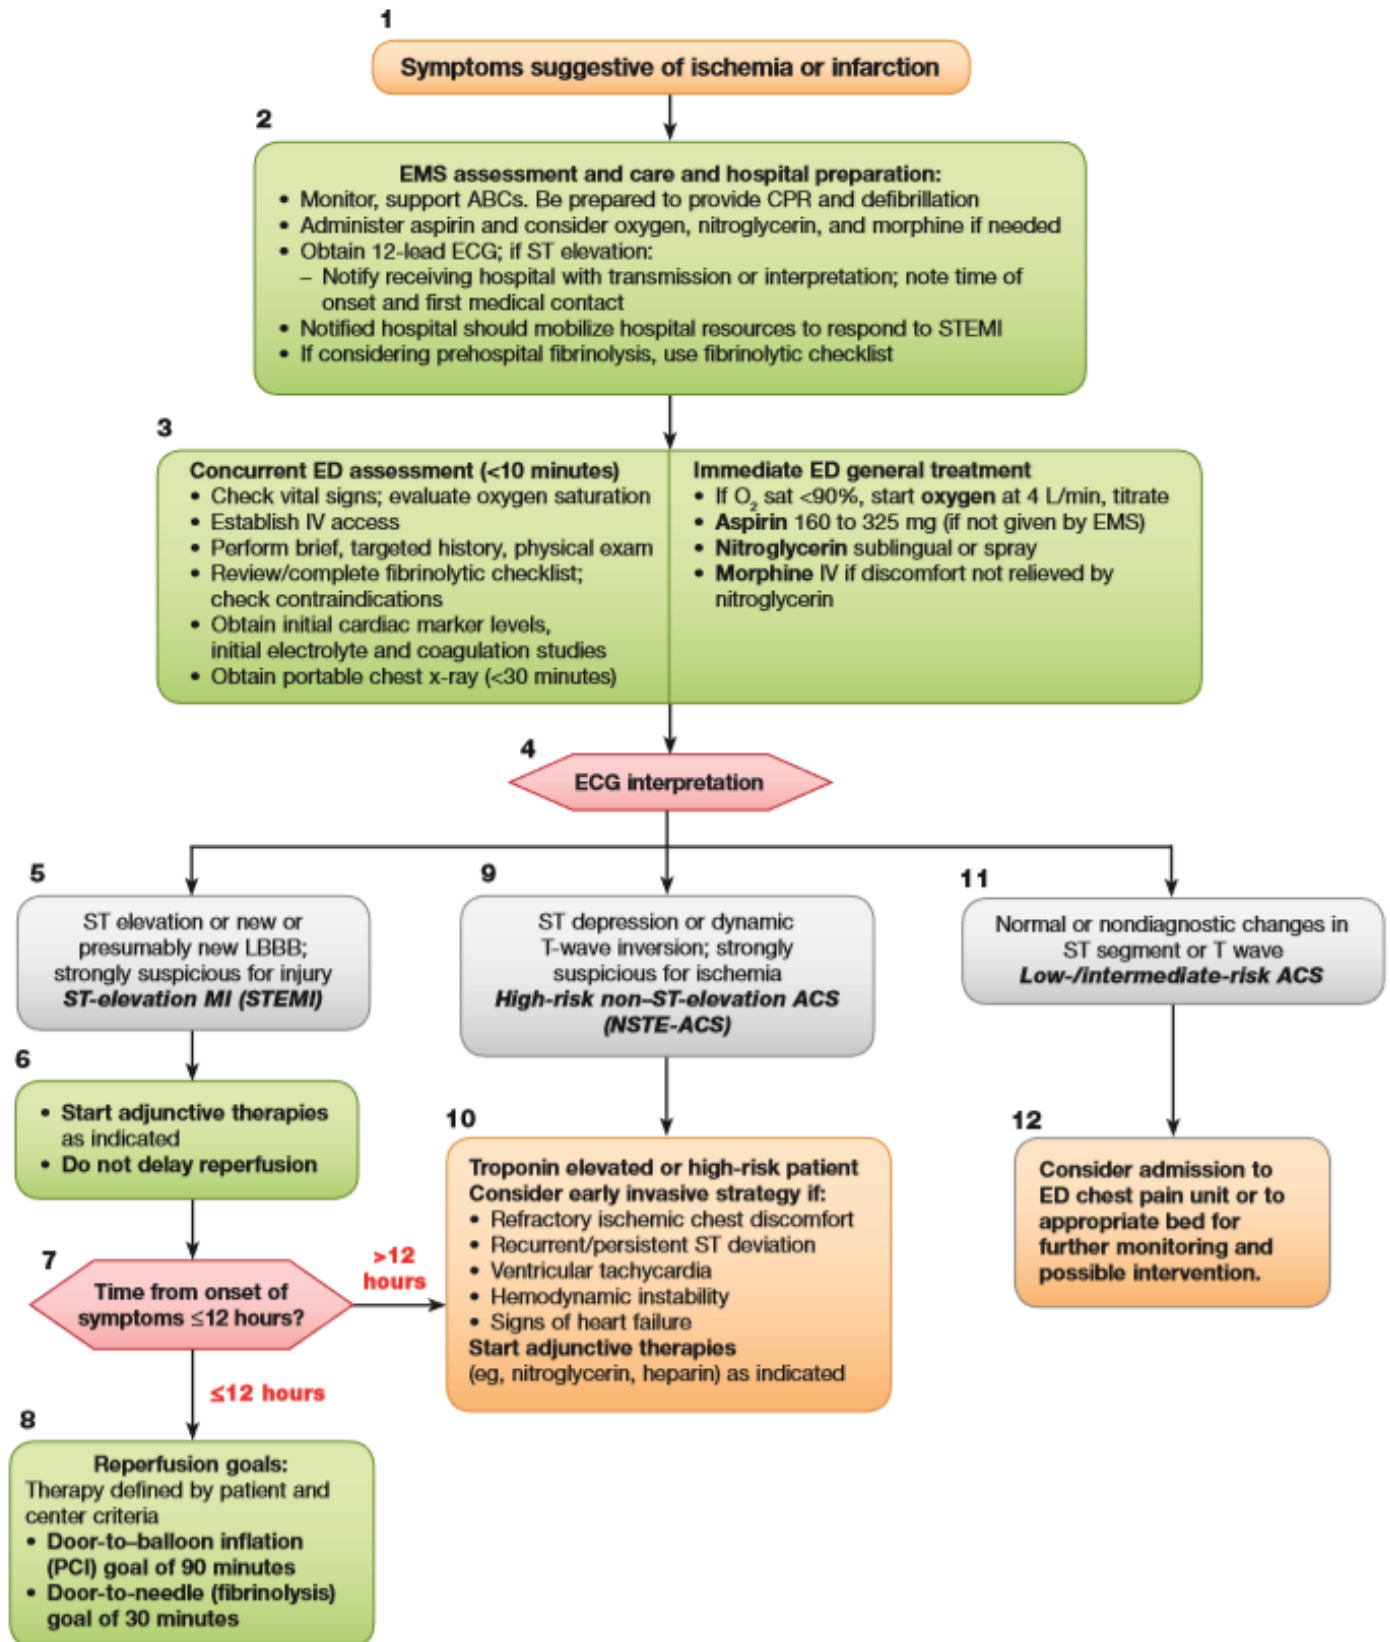 1
Symptoms suggestive of ischemia or infarction
2
EMS assessment and care and hospital preparation:
• Monitor, support ABCs. Be prepared to provide CPR and defibrillation
• Administer aspirin and consider oxygen, nitroglycerin, and morphine if needed
• Obtain 12-lead ECG; if ST elevation:
– Notify receiving hospital with transmission or interpretation; note time of
onset and first medical contact
• Notified hospital should mobilize hospital resources to respond to STEMI
• If considering prehospital fibrinolysis, use fibrinolytic checklist
3
Concurrent ED assessment (<10 minutes)
• Check vital signs; evaluate oxygen saturation
• Establish IV access
• Perform brief, targeted history, physical exam
• Review/complete fibrinolytic checklist;
check contraindications
• Obtain initial cardiac marker levels,
initial electrolyte and coagulation studies
• Obtain portable chest x-ray (<30 minutes)
Immediate ED general treatment
• If O₂ sat <90%, start oxygen at 4 L/min, titrate
• Aspirin 160 to 325 mg (if not given by EMS)
• Nitroglycerin sublingual or spray
• Morphine IV if discomfort not relieved by
nitroglycerin
4
ECG interpretation
5
ST elevation or new or
presumably new LBBB;
strongly suspicious for injury
ST-elevation MI (STEMI)
6
• Start adjunctive therapies
as indicated
• Do not delay reperfusion
7
Time from onset of
symptoms ≤12 hours?
>12
hours
≤12 hours
8
Reperfusion goals:
Therapy defined by patient and
center criteria
• Door-to–balloon inflation
(PCI) goal of 90 minutes
• Door-to-needle (fibrinolysis)
goal of 30 minutes
9
ST depression or dynamic
T-wave inversion; strongly
suspicious for ischemia
High-risk non–ST-elevation ACS
(NSTE-ACS)
10
Troponin elevated or high-risk patient
Consider early invasive strategy if:
• Refractory ischemic chest discomfort
• Recurrent/persistent ST deviation
• Ventricular tachycardia
• Hemodynamic instability
• Signs of heart failure
Start adjunctive therapies
(eg, nitroglycerin, heparin) as indicated
11
Normal or nondiagnostic changes in
ST segment or T wave
Low-/intermediate-risk ACS
12
Consider admission to
ED chest pain unit or to
appropriate bed for
further monitoring and
possible intervention.